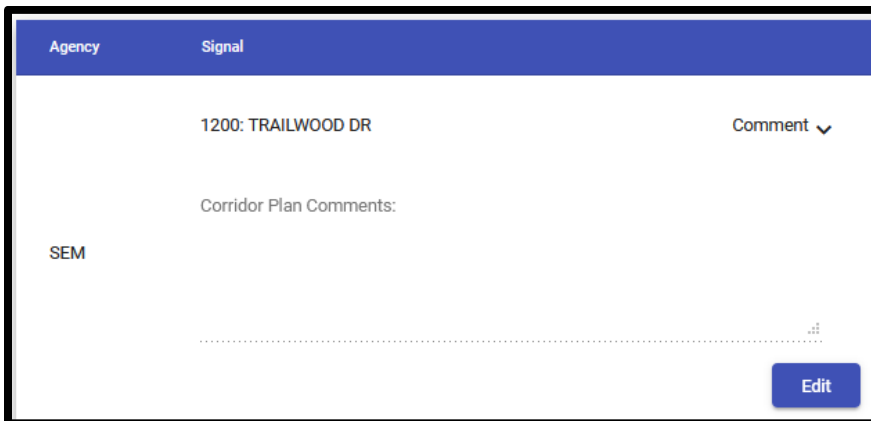 Agency Signal
1200: TRAILWOOD DR Comment
Corridor Plan Comments:
SEM
Edit